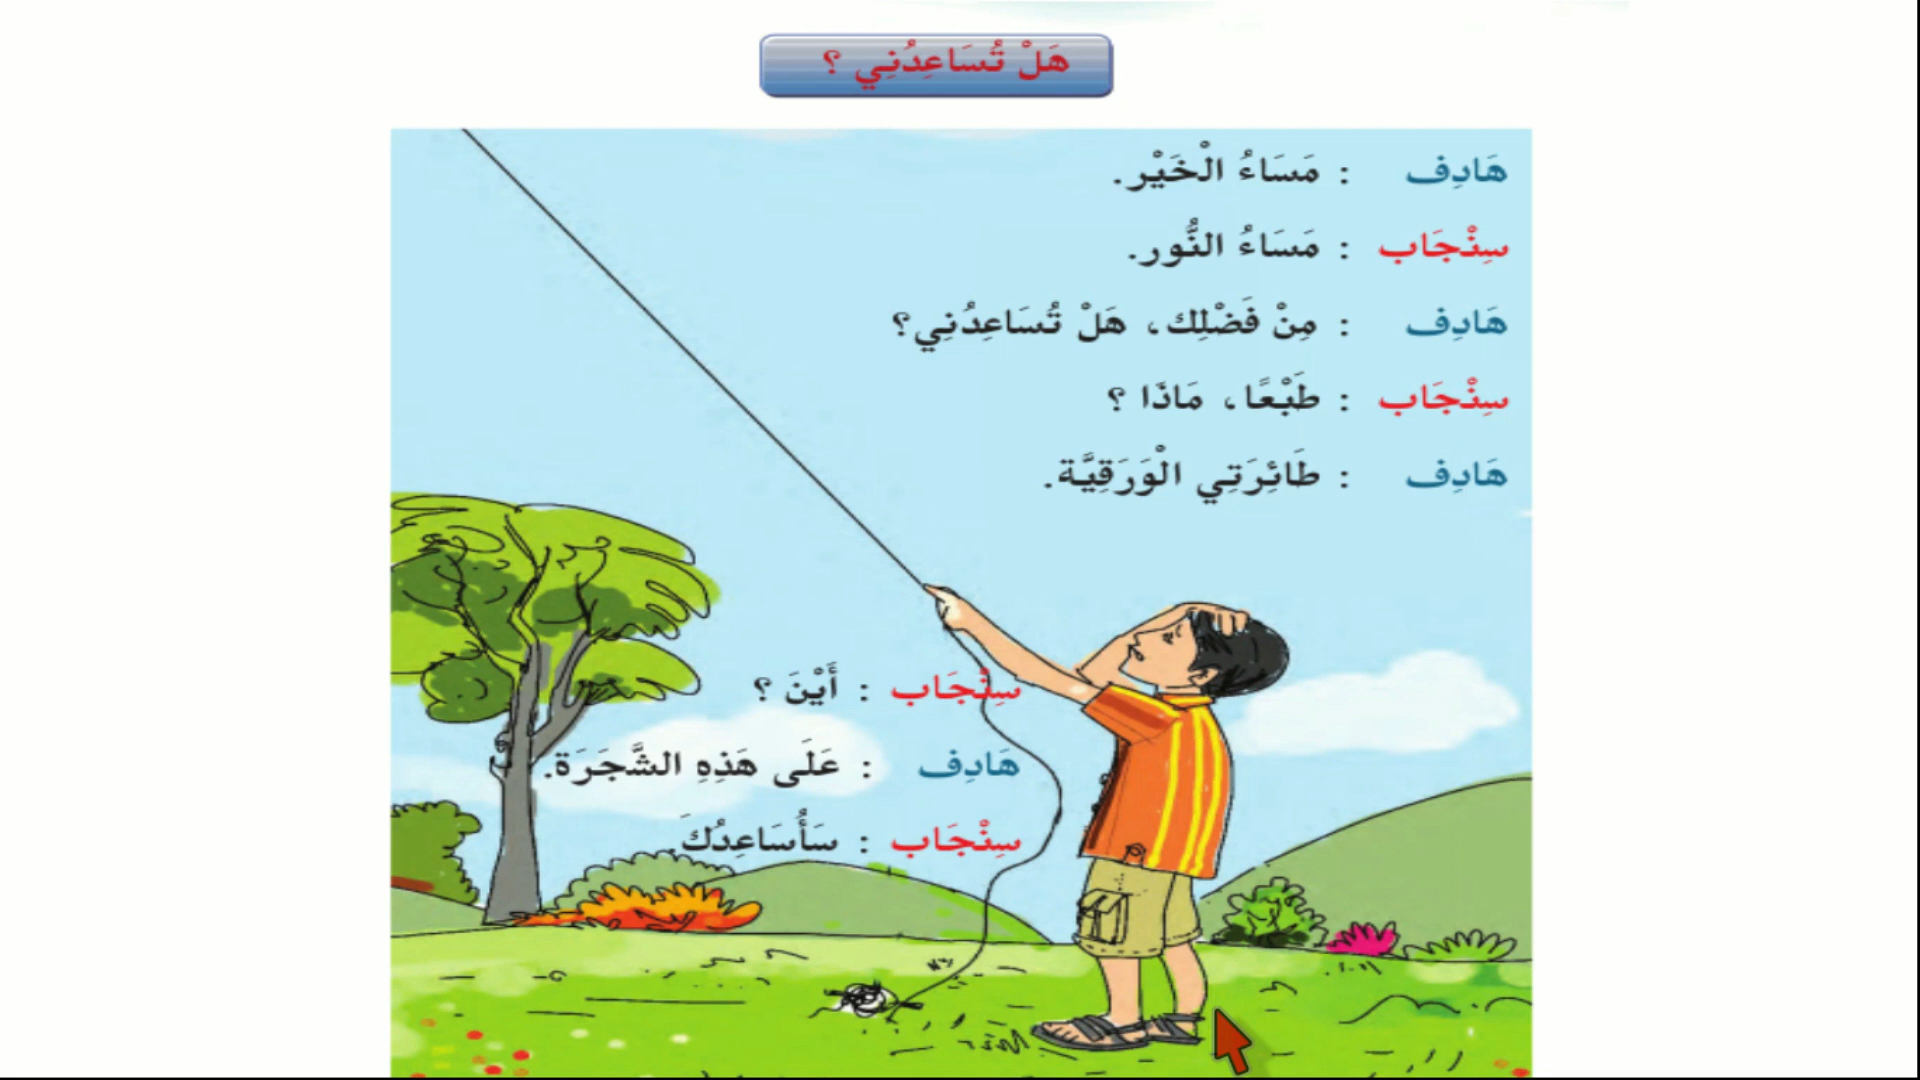 هَلْ تُسَاعِدُنِي ؟
هَادِف : مَسَاءُ الْخَيْر.
سِنْجَاب : مَسَاءُ النُّور.
هَادِف : مِنْ فَضْلِك، هَلْ تُسَاعِدُنِي؟
سِنْجَاب : طَبْعًا، مَاذَا ؟
هَادِف : طَائِرَتِي الْوَرَقِيَّة.
سِنْجَاب : أَيْنَ ؟
هَادِف : عَلَى هَذِهِ الشَّجَرَة.
سِنْجَاب : سَأُسَاعِدُكَ.